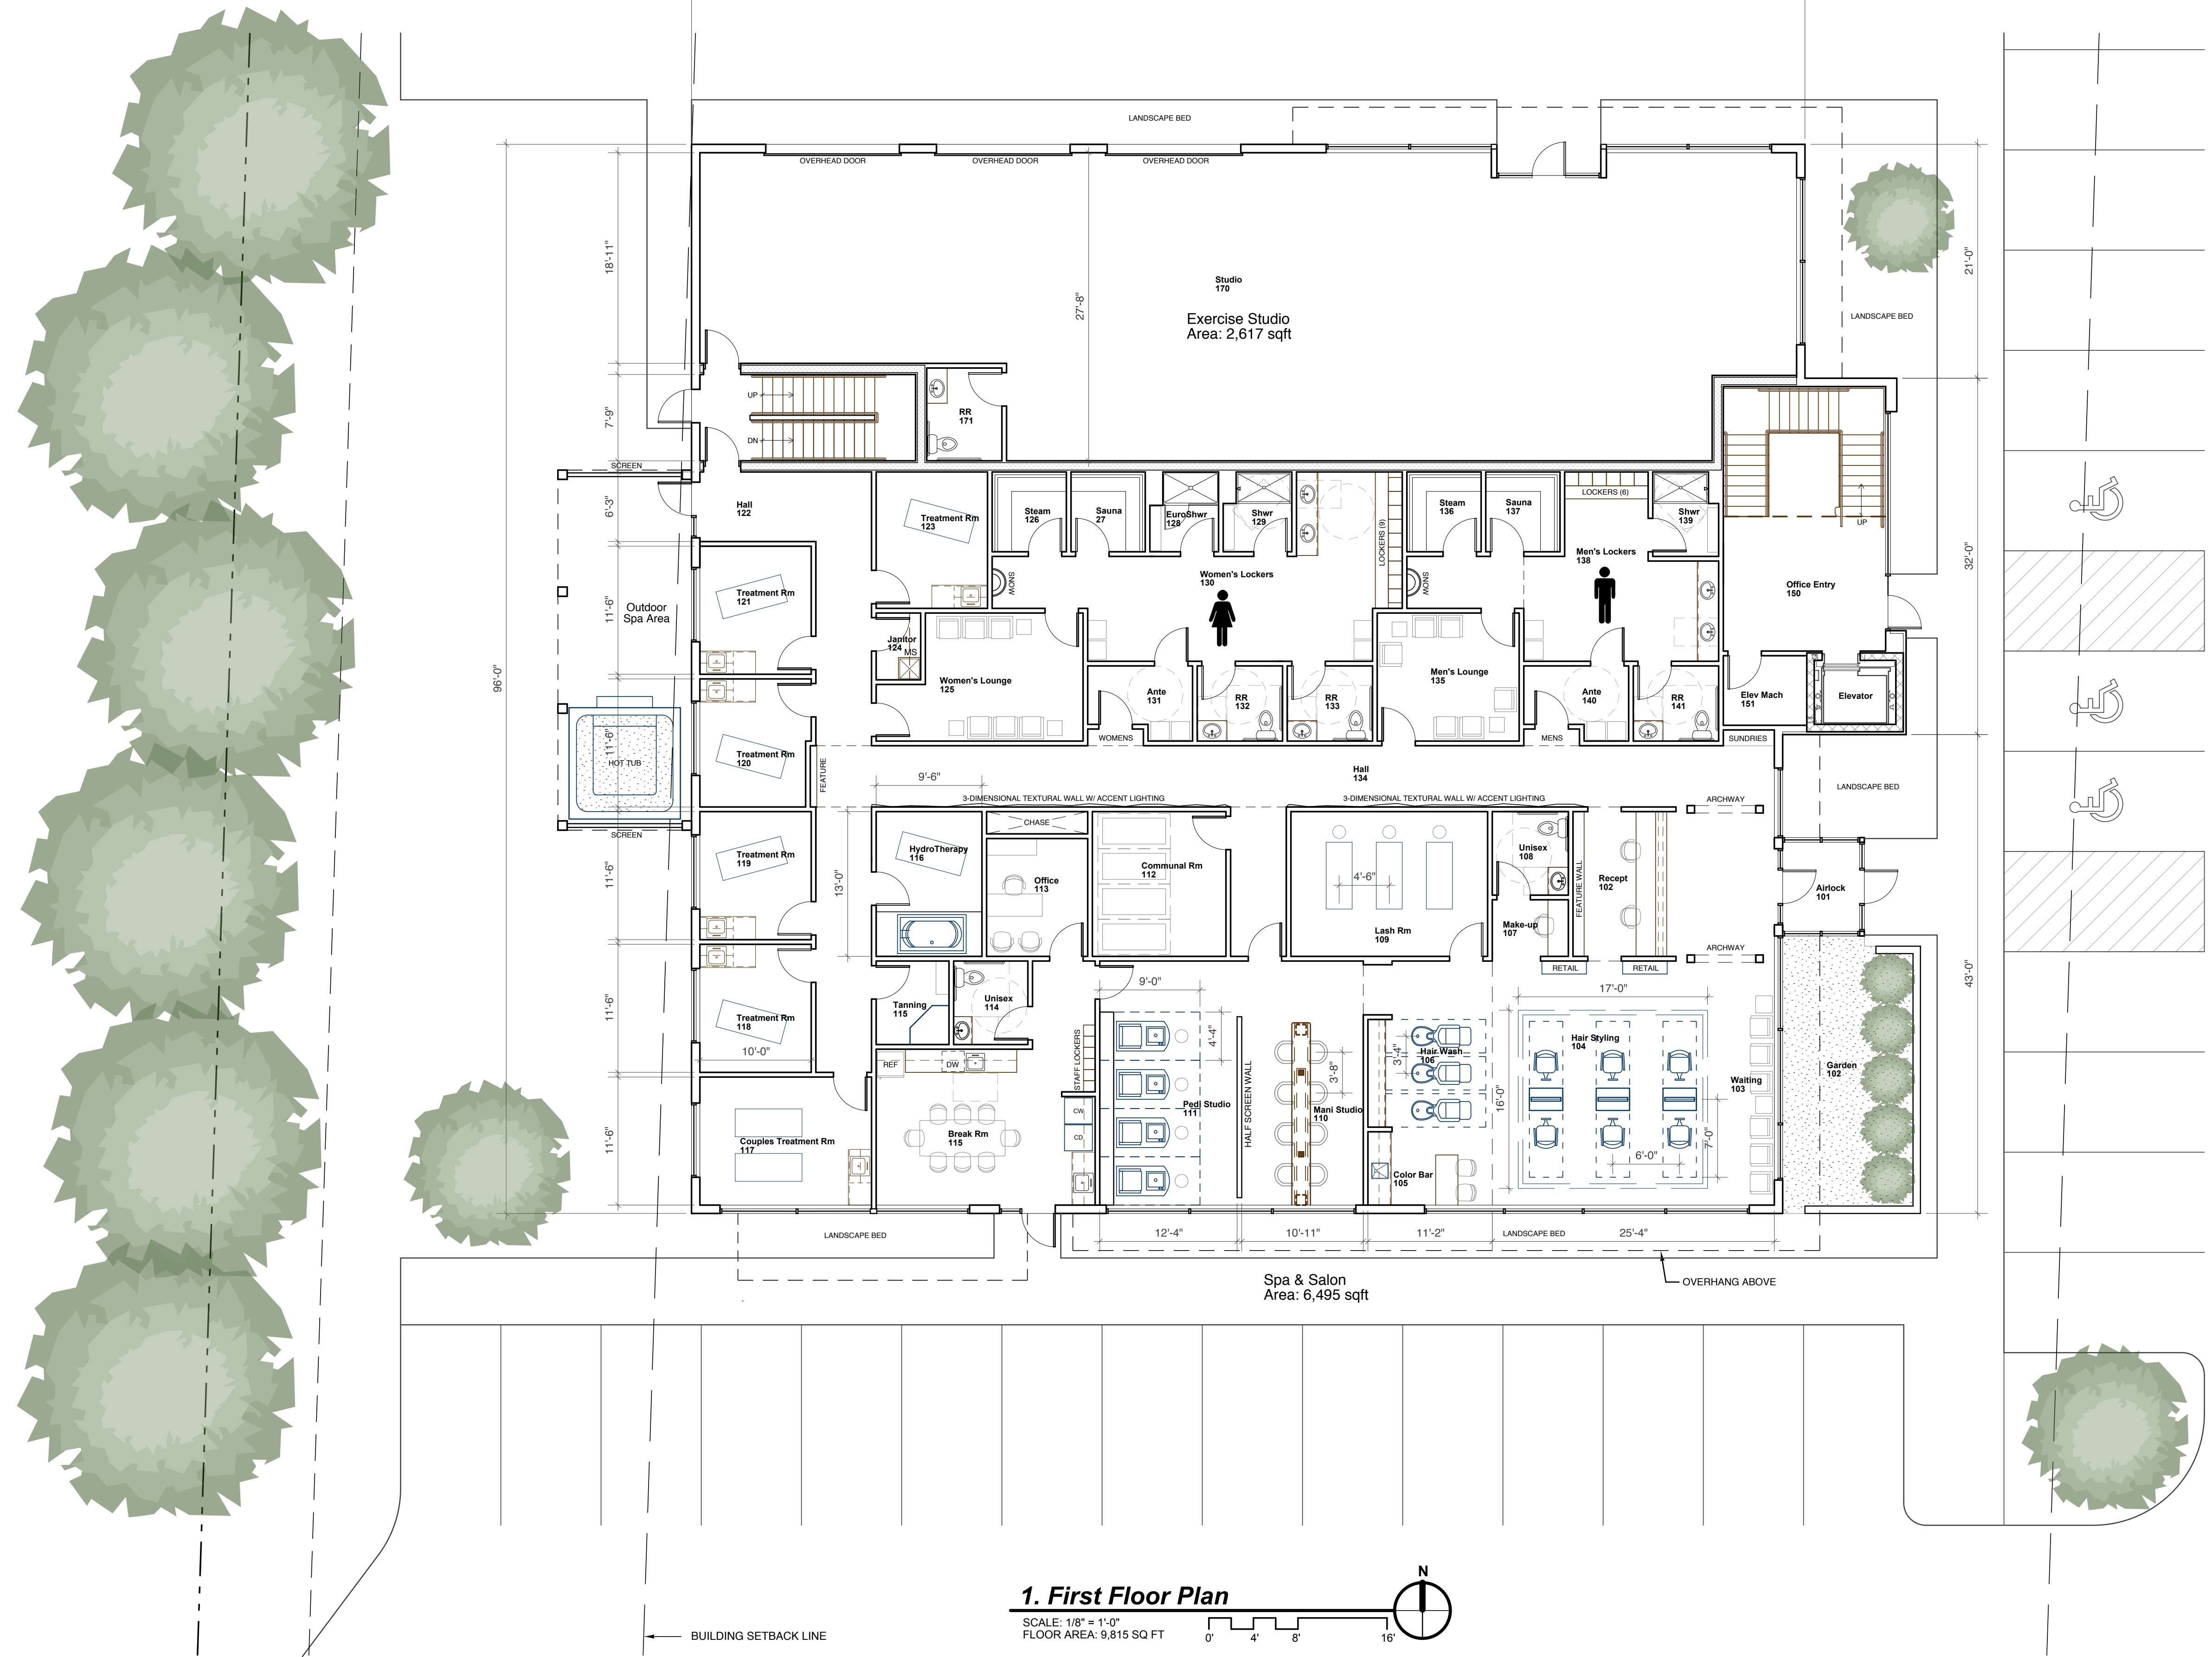 LANDSCAPE BED
OVERHEAD DOOR
OVERHEAD DOOR
OVERHEAD DOOR
18'-11"
21'-0"
27'-8"
Studio
170
Exercise Studio
Area: 2,617 sqft
LANDSCAPE BED
7'-9"
UP
DN
RR
171
SCREEN
6'-3"
Hall
122
Treatment Rm
123
Steam
126
Sauna
27
EuroShwr
128
Shwr
129
LOCKERS (9)
Steam
136
Sauna
137
LOCKERS (6)
Shwr
139
UP
32'-0"
SNOW
Women's Lockers
130
SNOW
Men's Lockers
138
Office Entry
150
11'-6"
Outdoor
Spa Area
Treatment Rm
121
Janitor
124
MS
96'-0"
Women's Lounge
125
Ante
131
RR
132
RR
133
Men's Lounge
135
Ante
140
RR
141
Elev Mach
151
Elevator
11'-6"
HOT TUB
Treatment Rm
120
WOMENS
MENS
SUNDRIES
FEATURE
9'-6"
Hall
134
LANDSCAPE BED
3-DIMENSIONAL TEXTURAL WALL W/ ACCENT LIGHTING
3-DIMENSIONAL TEXTURAL WALL W/ ACCENT LIGHTING
ARCHWAY
SCREEN
CHASE
11'-6"
Treatment Rm
119
13'-0"
HydroTherapy
116
Office
113
Communal Rm
112
4'-6"
Lash Rm
109
Unisex
108
Make-up
107
FEATURE WALL
Recept
102
Airlock
101
ARCHWAY
RETAIL
RETAIL
43'-0"
11'-6"
Treatment Rm
118
10'-0"
Tanning
115
Unisex
114
9'-0"
4'-4"
17'-0"
Hair Styling
104
STAFF LOCKERS
REF
DW
HALF SCREEN WALL
3'-8"
3'-4"
Hair Wash
106
16'-0"
Waiting
103
Garden
102
11'-6"
Couples Treatment Rm
117
Break Rm
115
CW
CD
Pedi Studio
111
Mani Studio
110
Color Bar
105
7'-0"
6'-0"
LANDSCAPE BED
12'-4"
10'-11"
11'-2"
LANDSCAPE BED
25'-4"
Spa & Salon
Area: 6,495 sqft
OVERHANG ABOVE
1. First Floor Plan
N
SCALE: 1/8" = 1'-0"
FLOOR AREA: 9,815 SQ FT
0'
4'
8'
16'
BUILDING SETBACK LINE